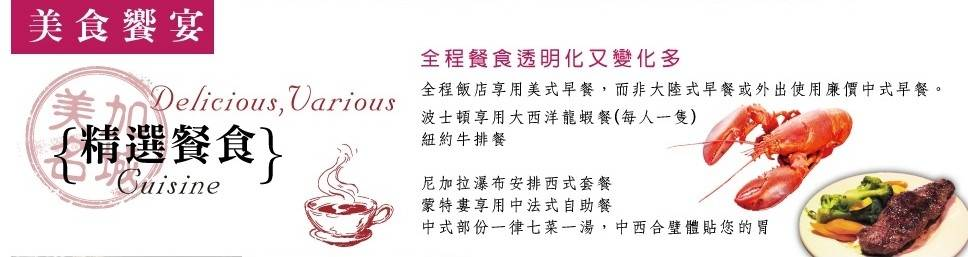 美食饗宴
全程餐食透明化又變化多
全程飯店享用美式早餐，而非大陸式早餐或外出使用廉價中式早餐。
波士頓享用大西洋龍蝦餐(每人一隻)
紐約牛排餐
尼加拉瀑布安排西式套餐
蒙特婁享用中法式自助餐
中式部份一律七菜一湯，中西合璧體貼您的胃
美加
名城
Delicious,Various
{精選餐食}
Cuisine